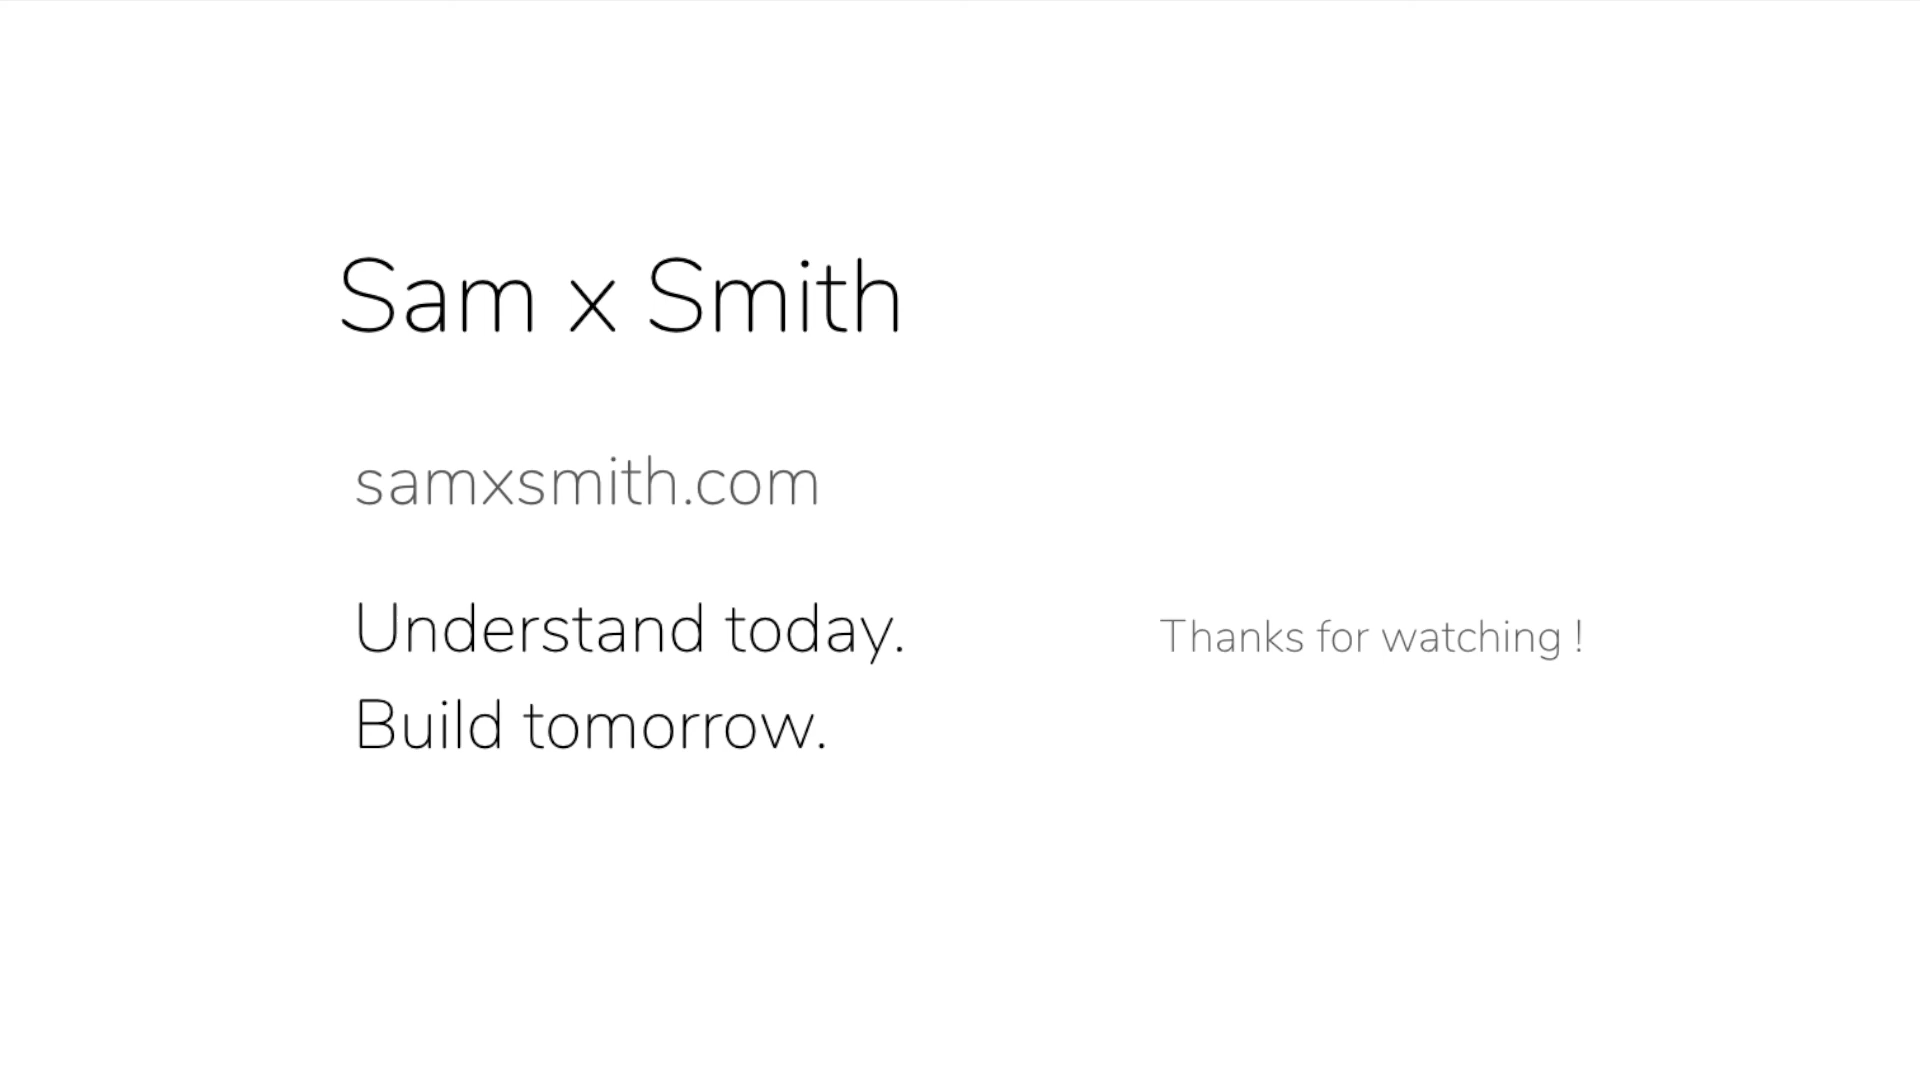 Sam x Smith
samxsmith.com
Understand today.
Build tomorrow.
Thanks for watching !